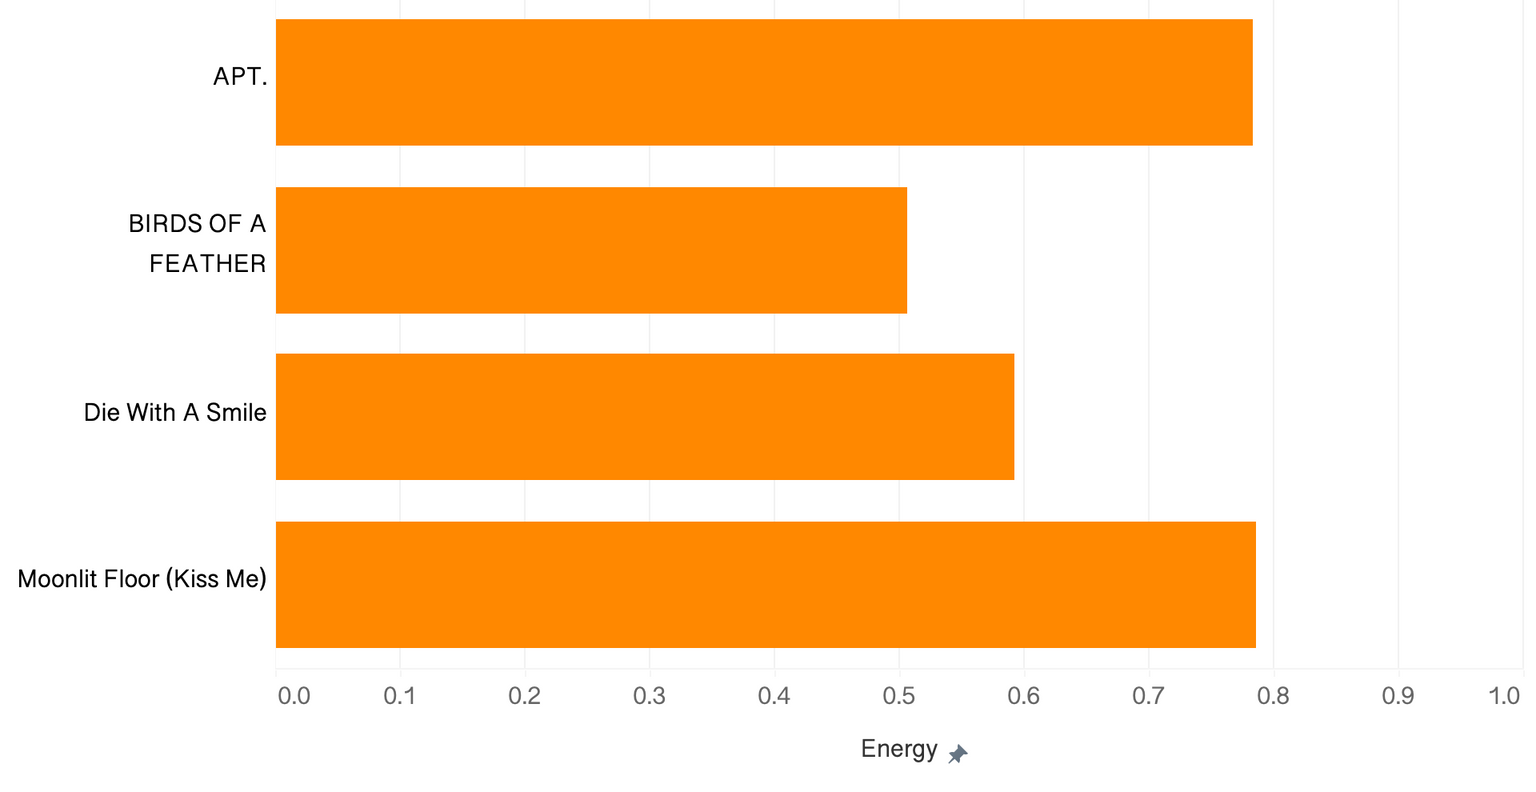 APT.
BIRDS OF A
FEATHER
Die With A Smile
Moonlit Floor (Kiss Me)
0.0 0.1 0.2 0.3 0.4 0.5 0.6 0.7 0.8 0.9 1.0
Energy